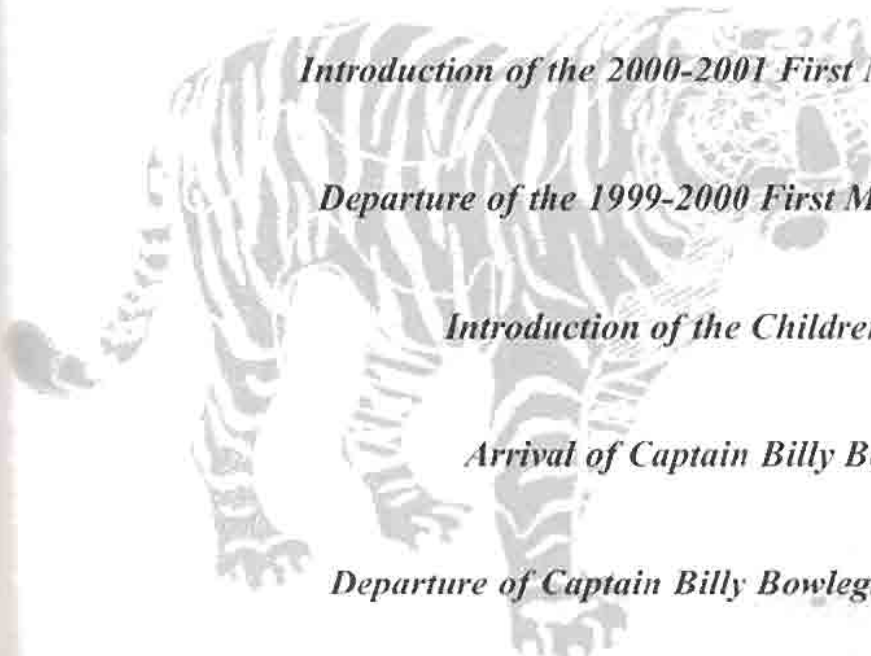 Introduction of the 2000-2001 First
Departure of the 1999-2000 First
Introduction of the
Arrival of Captain Billy
Departure of Captain Billy